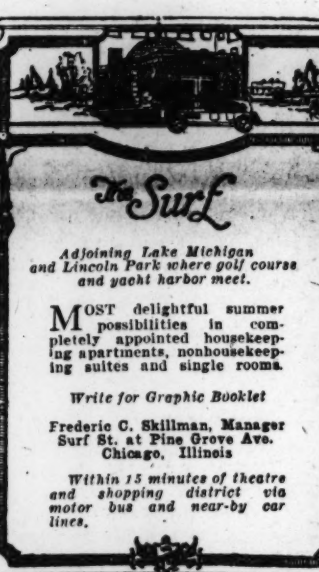 The Surf
Adjoining Lake Michigan
and Lincoln Park where golf course
and yacht harbor meet.
MOST delightful summer
possibilities in com-
pletely appointed housekeep-
ing apartments, nonhousekeep-
ing suites and single rooms.
Write for Graphic Booklet
Frederic C. Skillman, Manager
Surf St. at Pine Grove Ave.
Chicago, Illinois
Within 15 minutes of theatre
and shopping district via
motor bus and near-by car
lines.